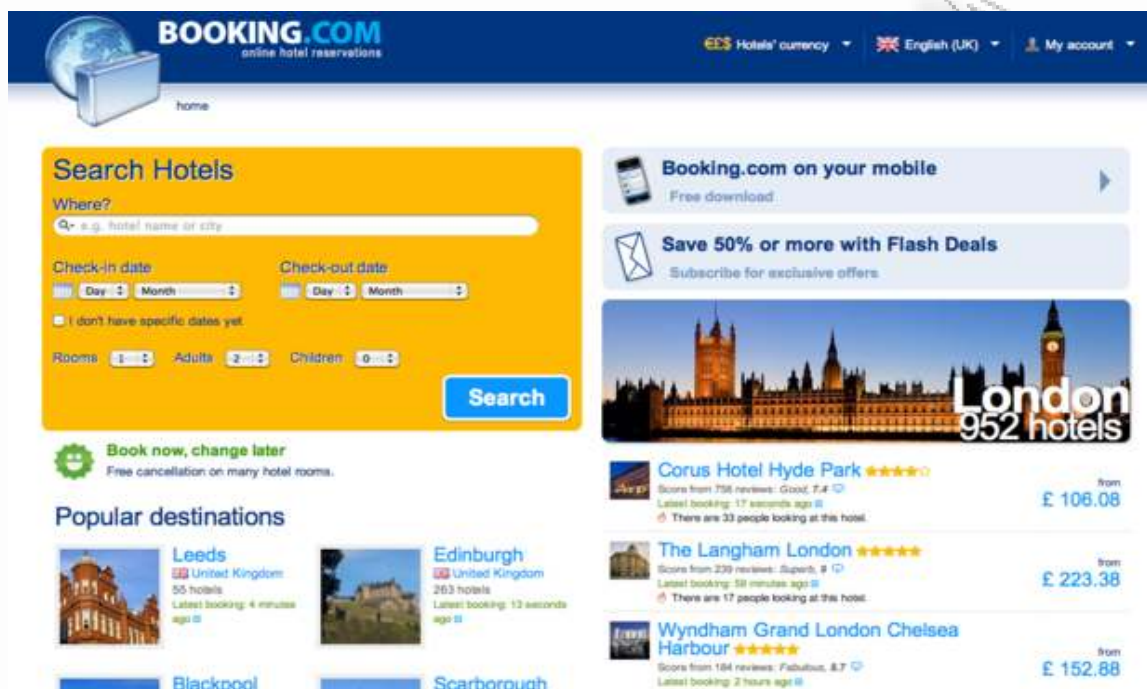 BOOKING.COM
online hotel reservations
€£$ Hotels' currency
English (UK)
My account
home
Search Hotels
Where?
e.g. hotel name or city
Check-in date
Check-out date
Day
Month
Day
Month
I don't have specific dates yet
Rooms 1 Adults 2 Children 0
Search
Book now, change later
Free cancellation on many hotel rooms.
Popular destinations
Leeds
United Kingdom
55 hotels
Latest booking: 4 minutes
ago
Edinburgh
United Kingdom
263 hotels
Latest booking: 13 seconds
ago
Blackpool
Scarborough
Booking.com on your mobile
Free download
Save 50% or more with Flash Deals
Subscribe for exclusive offers
London
952 hotels
Corus Hotel Hyde Park
Score from 756 reviews: Good, 7.4
Latest booking: 17 seconds ago
There are 33 people looking at this hotel.
from
£ 106.08
The Langham London
Score from 239 reviews: Superb, 9
Latest booking: 58 minutes ago
There are 17 people looking at this hotel.
from
£ 223.38
Wyndham Grand London Chelsea
Harbour
Score from 184 reviews: Fabulous, 8.7
Latest booking: 2 hours ago
from
£ 152.88